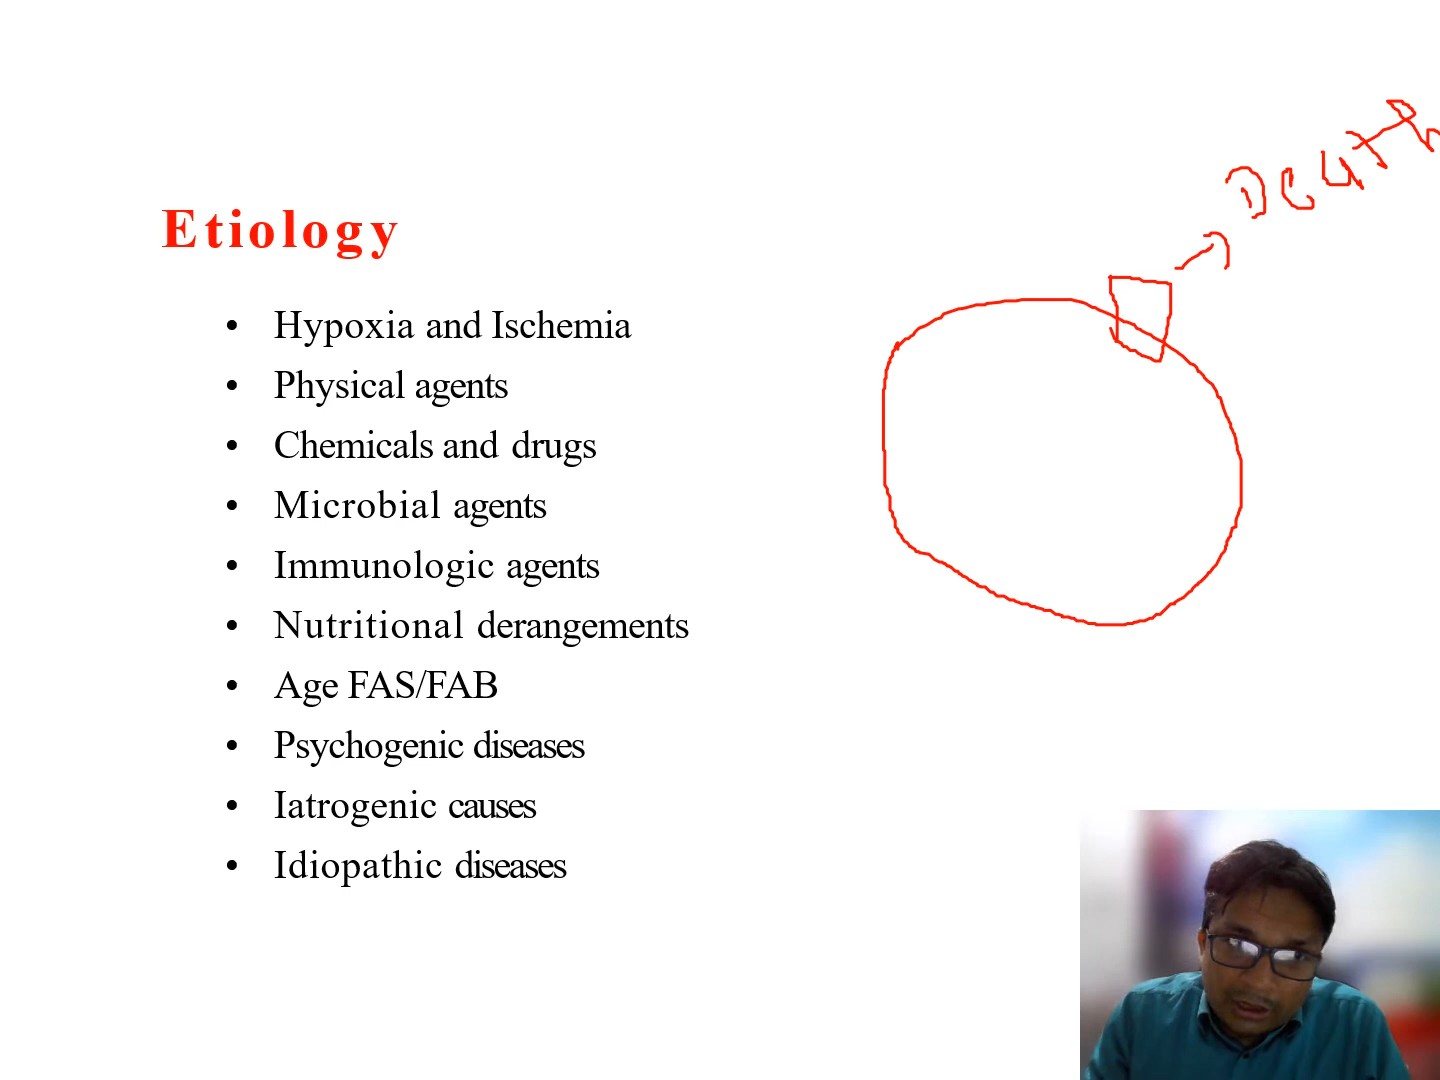 Etiology
• Hypoxia and Ischemia
• Physical agents
• Chemicals and drugs
• Microbial agents
• Immunologic agents
• Nutritional derangements
• Age FAS/FAB
• Psychogenic diseases
• Iatrogenic causes
• Idiopathic diseases
Death